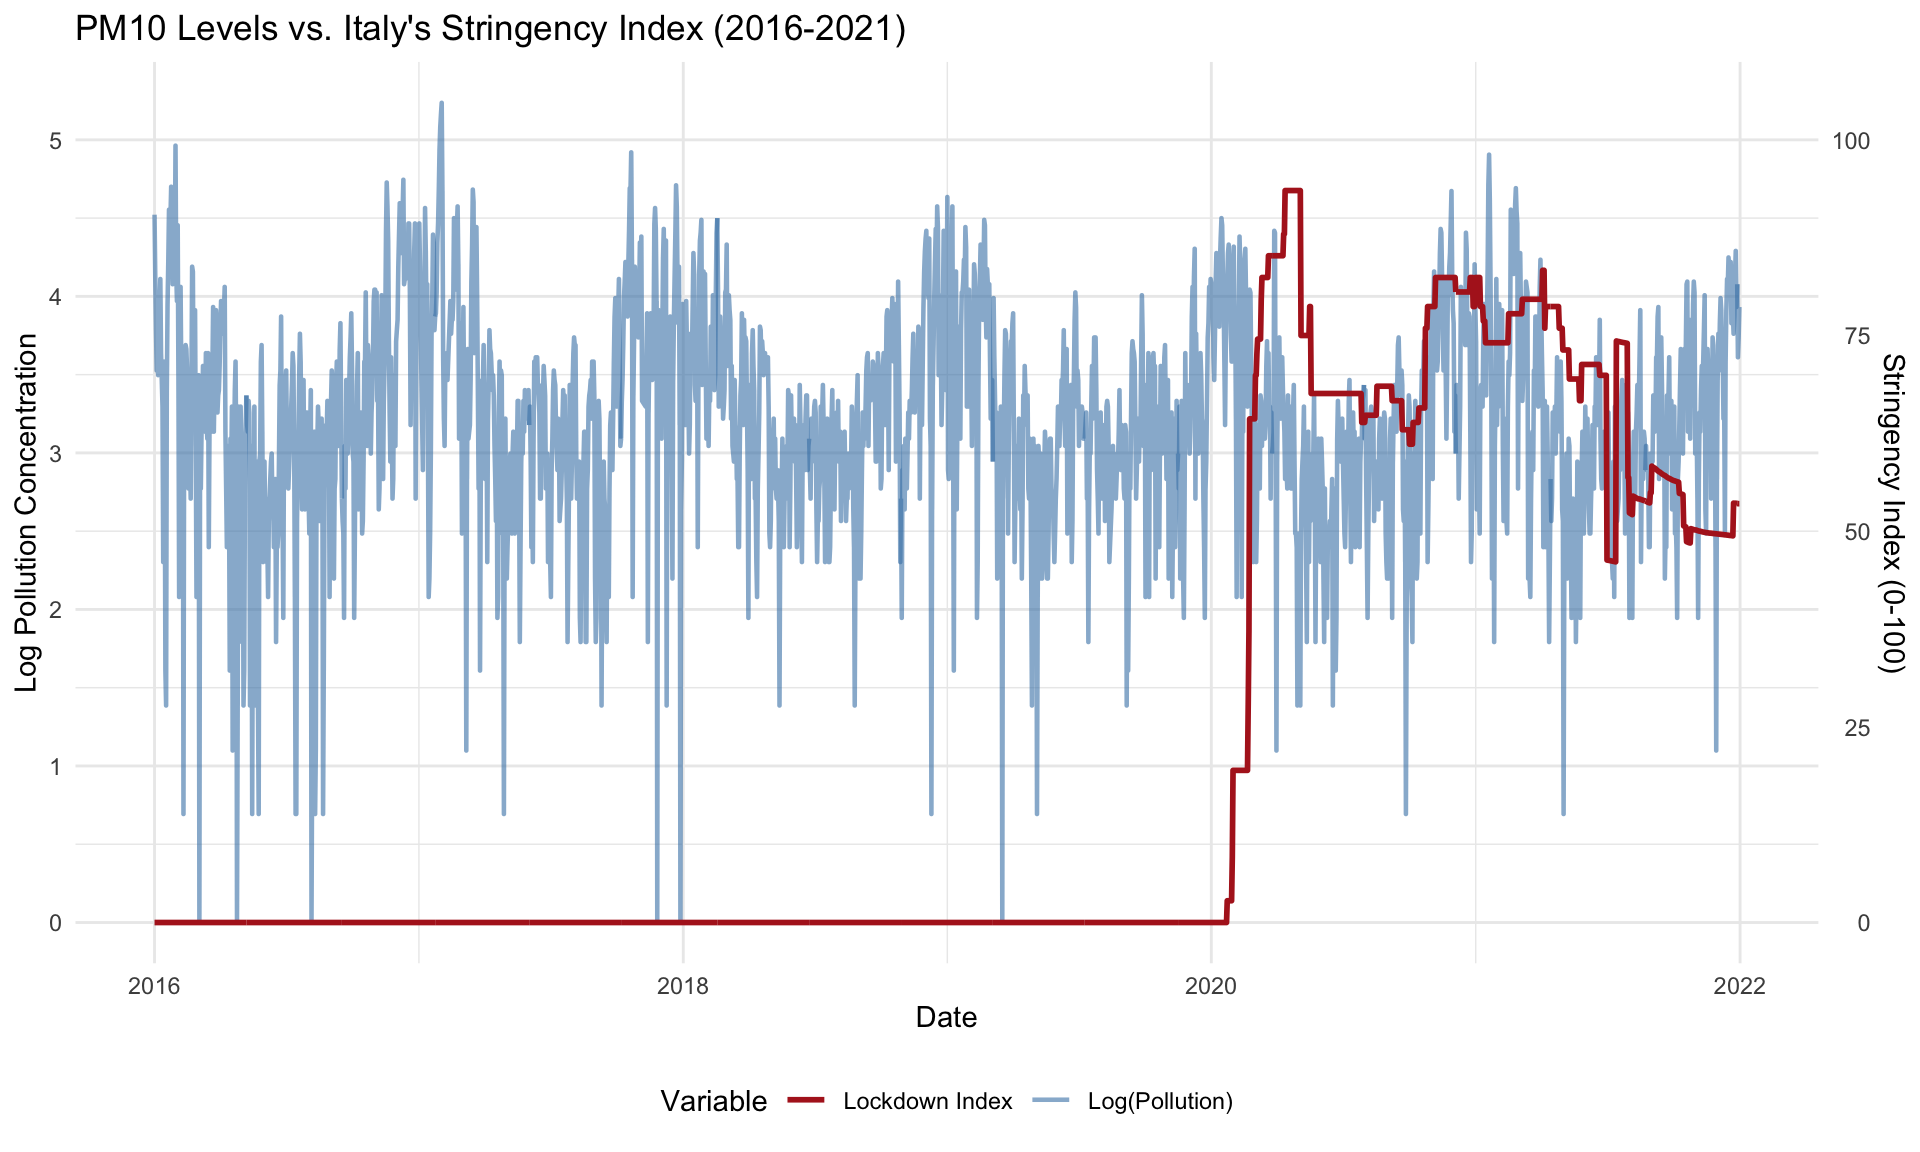 PM10 Levels vs. Italy's Stringency Index (2016-2021)
Log Pollution Concentration
5
4
3
2
1
0
100
75
50
25
0
Stringency Index (0-100)
2016
2018
2020
2022
Date
Variable
Lockdown Index
Log(Pollution)